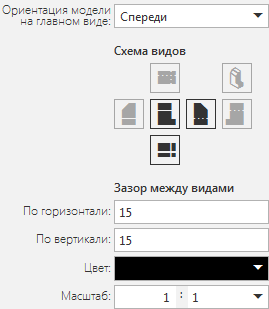 Ориентация модели
на главном виде:
Спереди
Схема видов
Зазор между видами
По горизонтали: 15
По вертикали: 15
Цвет:
Масштаб: 1 : 1